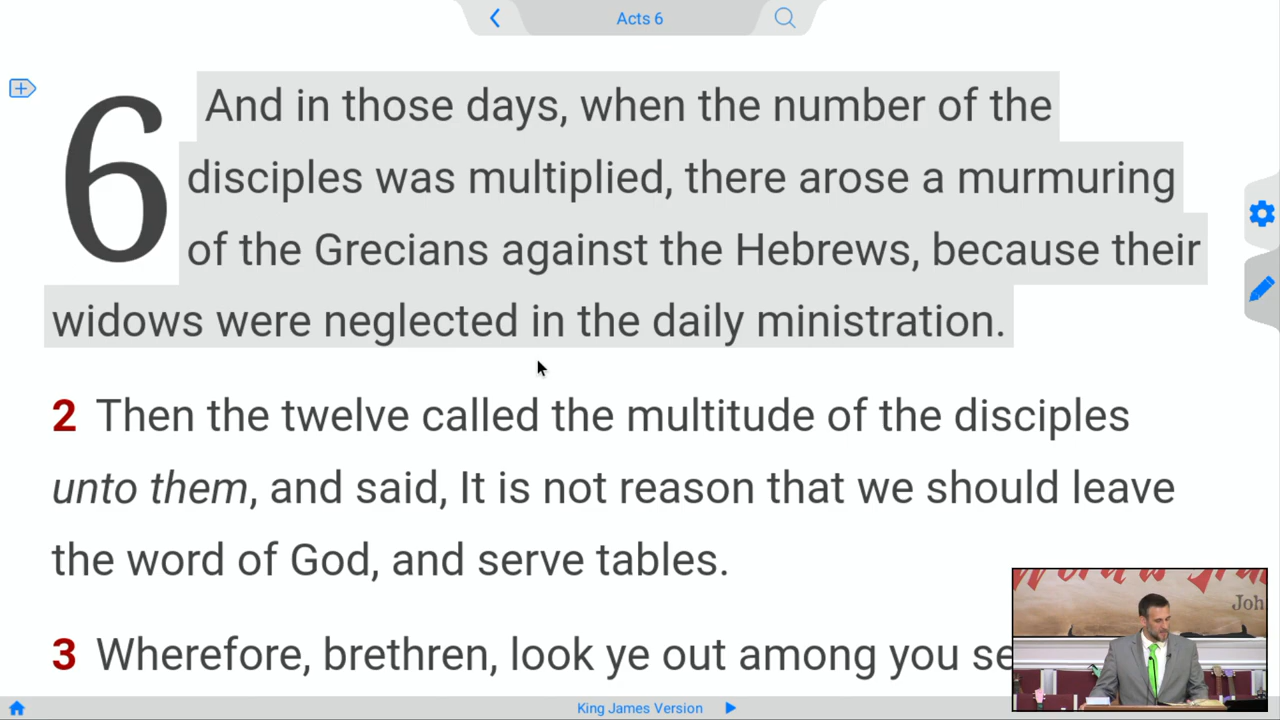 Acts 6
6 And in those days, when the number of the
disciples was multiplied, there arose a murmuring
of the Grecians against the Hebrews, because their
widows were neglected in the daily ministration.
2 Then the twelve called the multitude of the disciples
unto them, and said, It is not reason that we should leave
the word of God, and serve tables.
3 Wherefore, brethren, look ye out among you se
Word is
Joh
King James Version